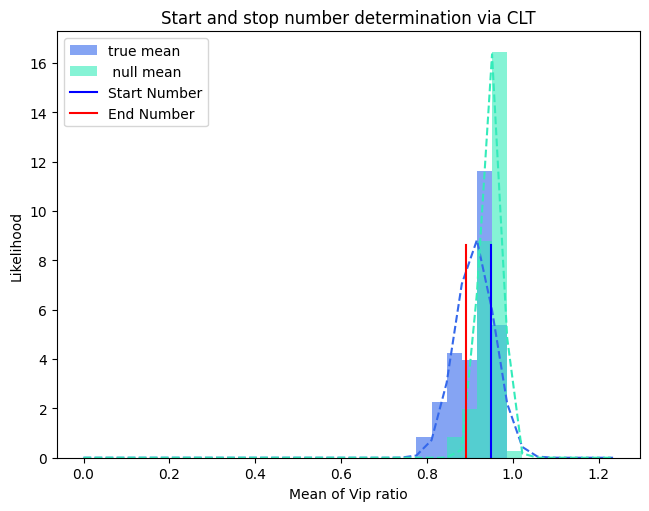 Start and stop number determination via CLT
true mean
null mean
Start Number
End Number
Likelihood
16
14
12
10
8
6
4
2
0
0.0 0.2 0.4 0.6 0.8 1.0 1.2
Mean of Vip ratio